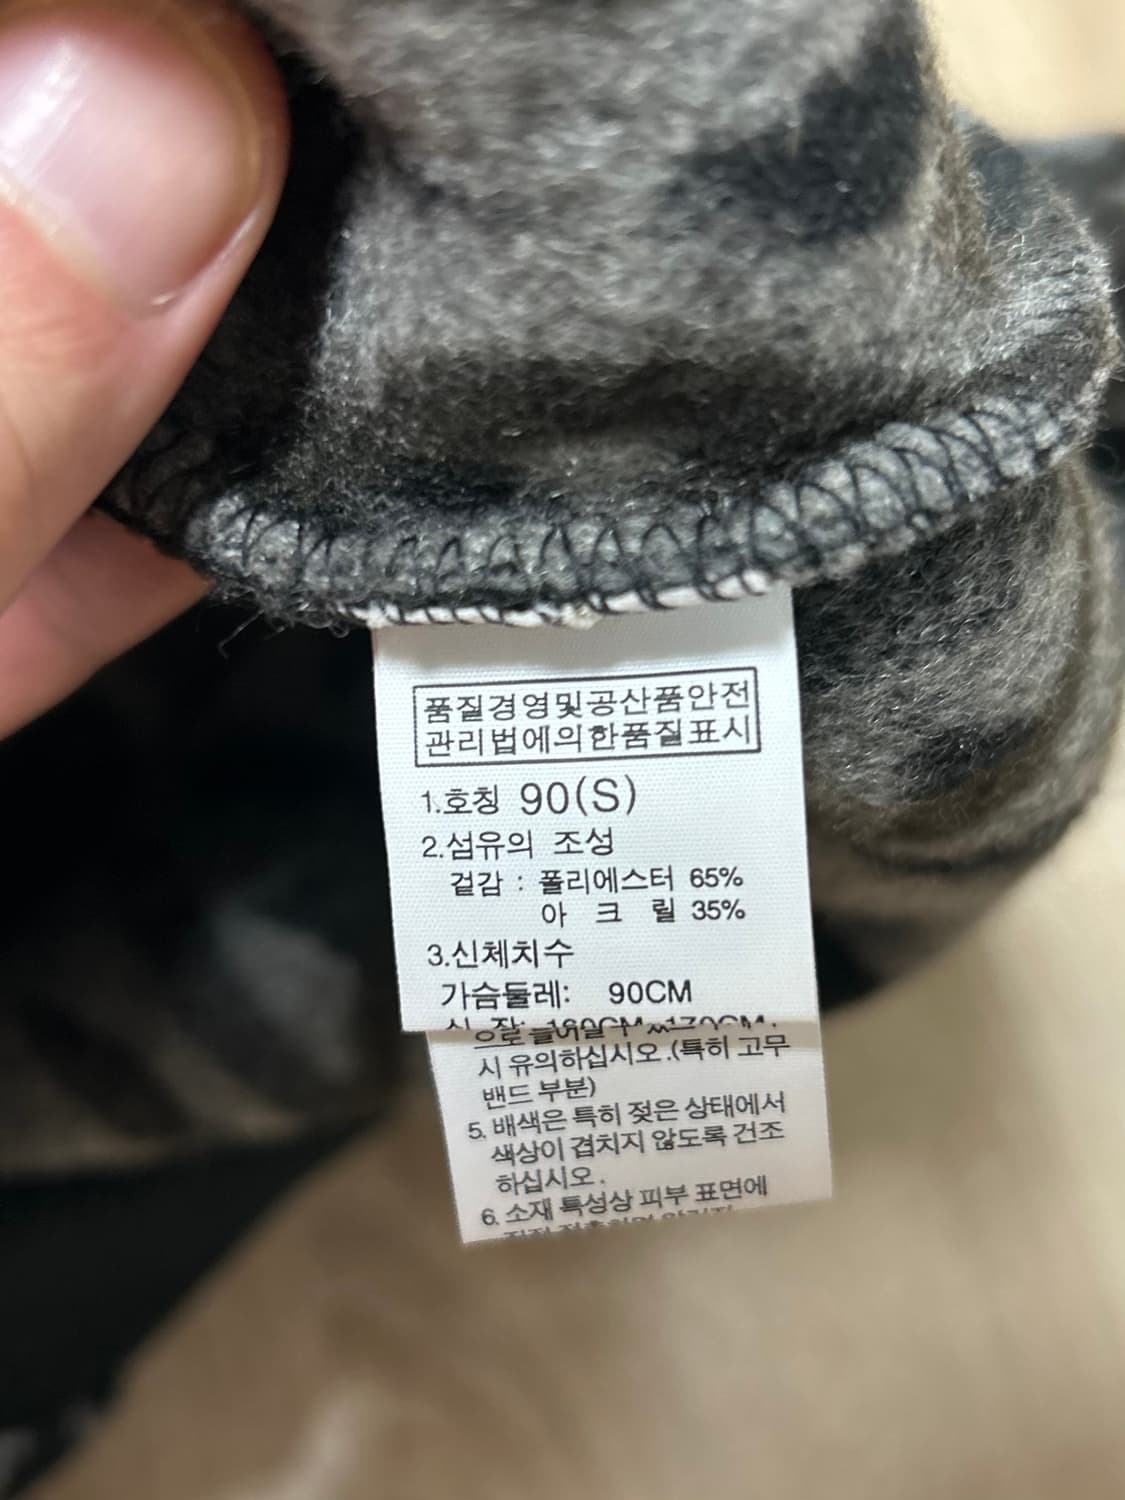 품질경영및공산품안전
관리법에의한품질표시
1.호칭 90(S)
2.섬유의 조성
겉감 : 폴리에스터 65%
아 크 릴 35%
3.신체치수
가슴둘레: 90CM
시 유의하십시오.(특히 고무
밴드 부분)
5. 배색은 특히 젖은 상태에서
색상이 겹치지 않도록 건조
하십시오.
6. 소재 특성상 피부 표면에